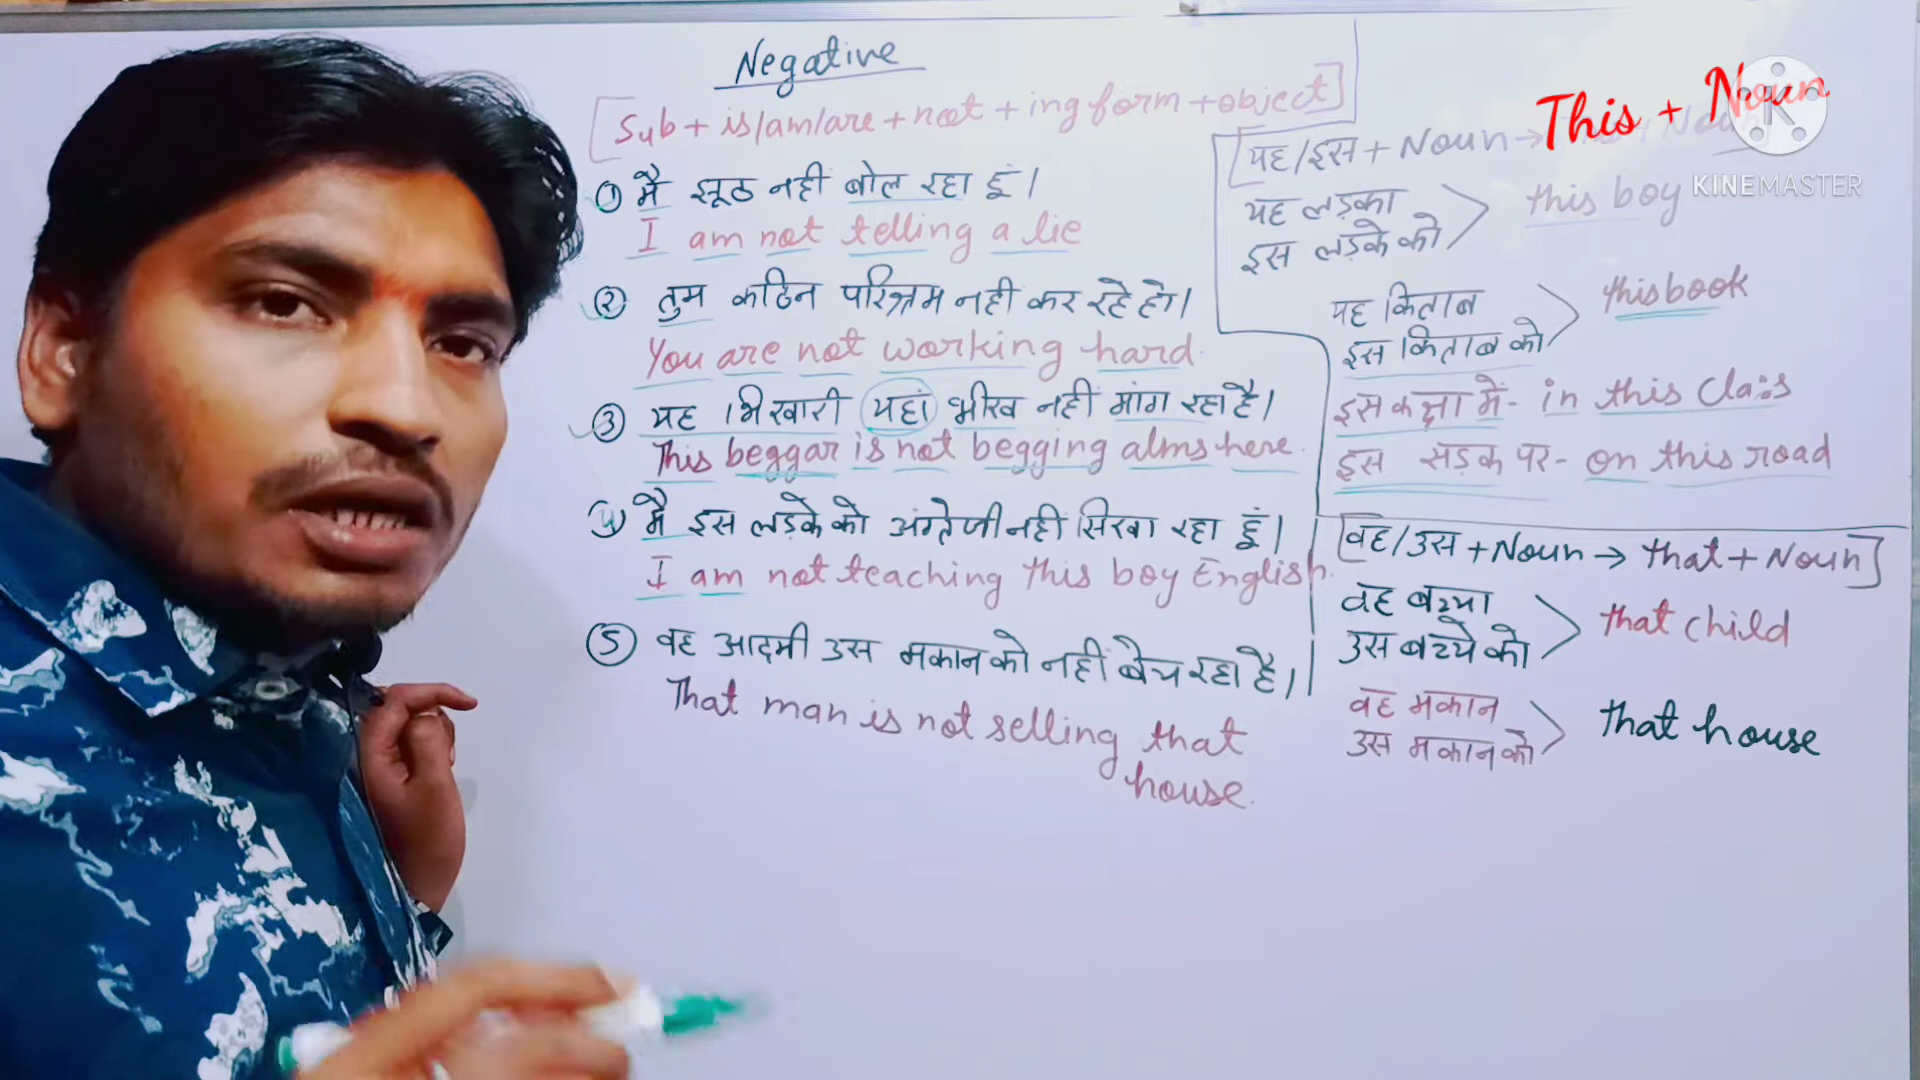 Negative
[Sub + is/am/are + not + ing form + object]
① मै झूठ नही बोल रहा हूं।
I am not telling a lie
② तुम कठिन परिश्रम नही कर रहे हो।
You are not working hard.
③ यह भिखारी यहां भीख नही मांग रहा है।
This beggar is not begging alms here.
④ मै इस लड़के को अंग्रेजी नही सिखा रहा हूं।
I am not teaching this boy English.
⑤ वह आदमी उस मकान को नही बेच रहा है।
That man is not selling that
house.
This + Noun
[यह/इस + Noun →
यह लड़का
इस लड़के को
this boy
KINEMASTER
यह किताब
इस किताब को
this book
इस कक्षा में - in this class
इस सड़क पर - on this road
[वह/उस + Noun → that + Noun]
वह बच्चा
उस बच्चे को
that child
वह मकान
उस मकान को
that house